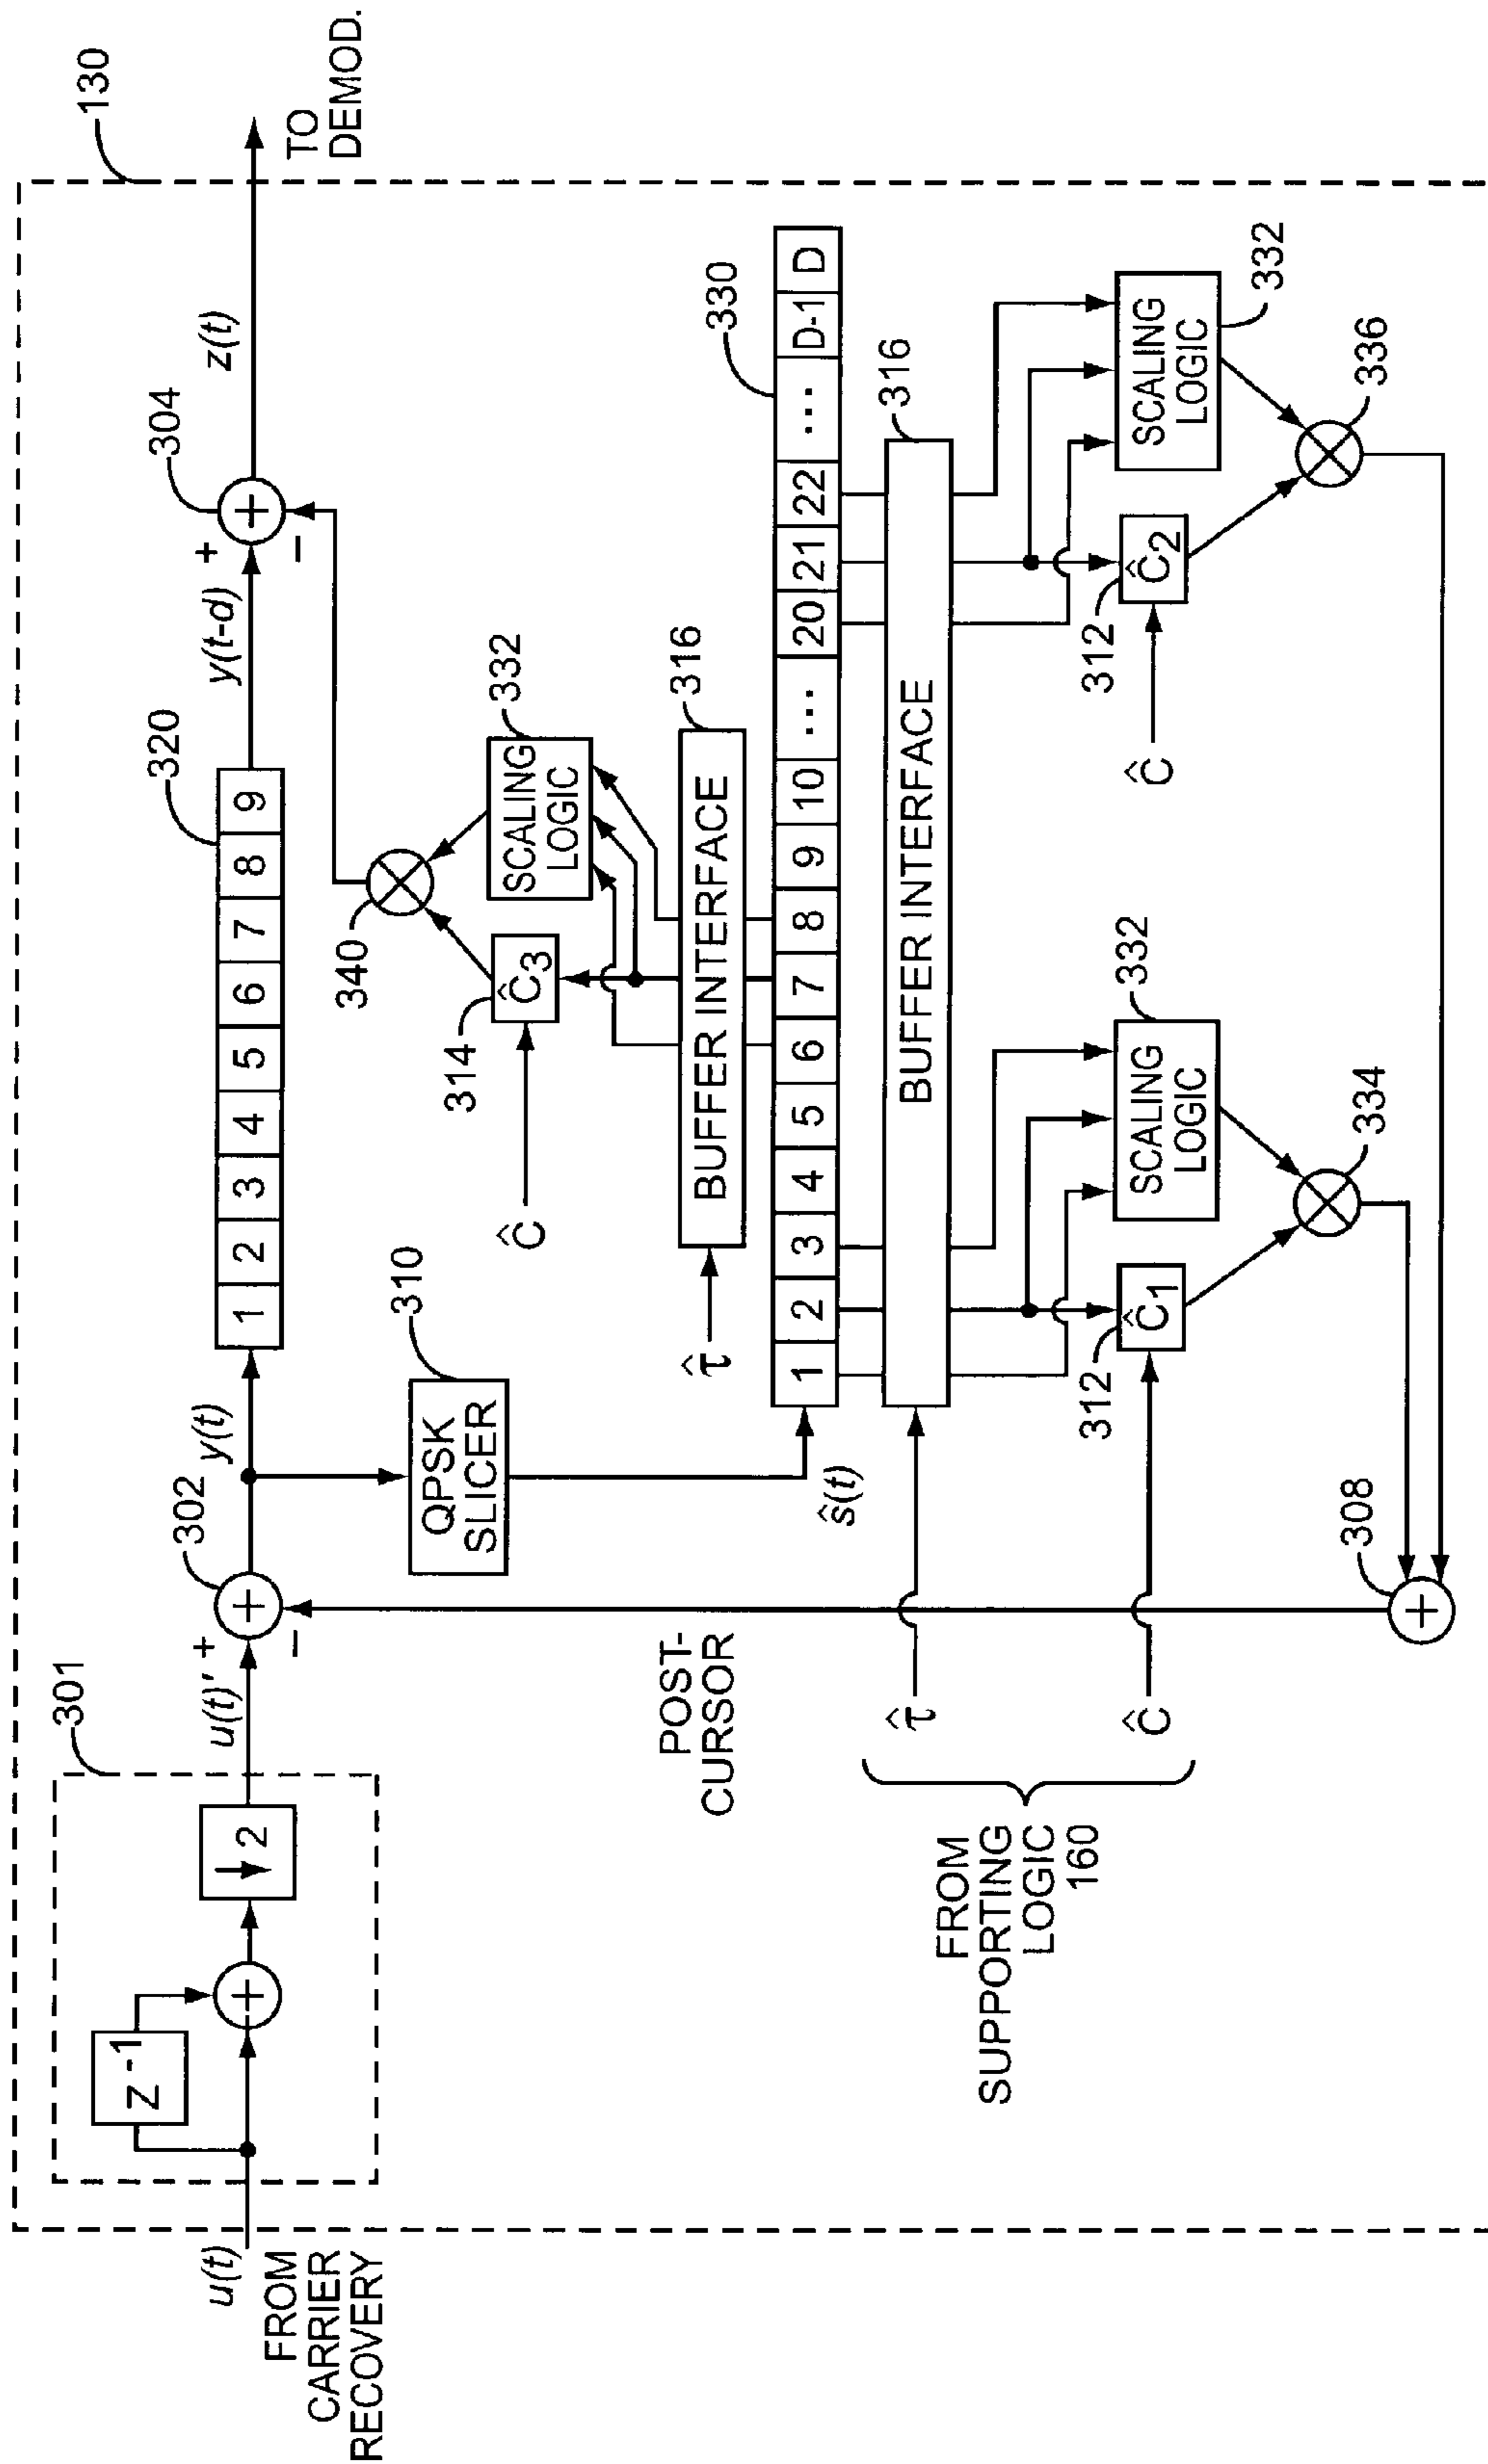 130
u(t)
FROM
CARRIER
RECOVERY
301
z⁻¹
+
↓2
u(t)'
+
−
302
+
y(t)
320
1 2 3 4 5 6 7 8 9
y(t-d)
+
−
304
+
z(t)
TO
DEMOD.
310
QPSK
SLICER
ŝ(t)
340
314
Ĉ3
Ĉ
332
SCALING
LOGIC
316
BUFFER INTERFACE
τ̂
330
1 2 3 4 5 6 7 8 9 10 ... 20 21 22 ... D-1 D
316
BUFFER INTERFACE
POST-
CURSOR
τ̂
Ĉ
FROM
SUPPORTING
LOGIC
160
312
Ĉ1
332
SCALING
LOGIC
334
312
Ĉ2
Ĉ
332
SCALING
LOGIC
336
308
+